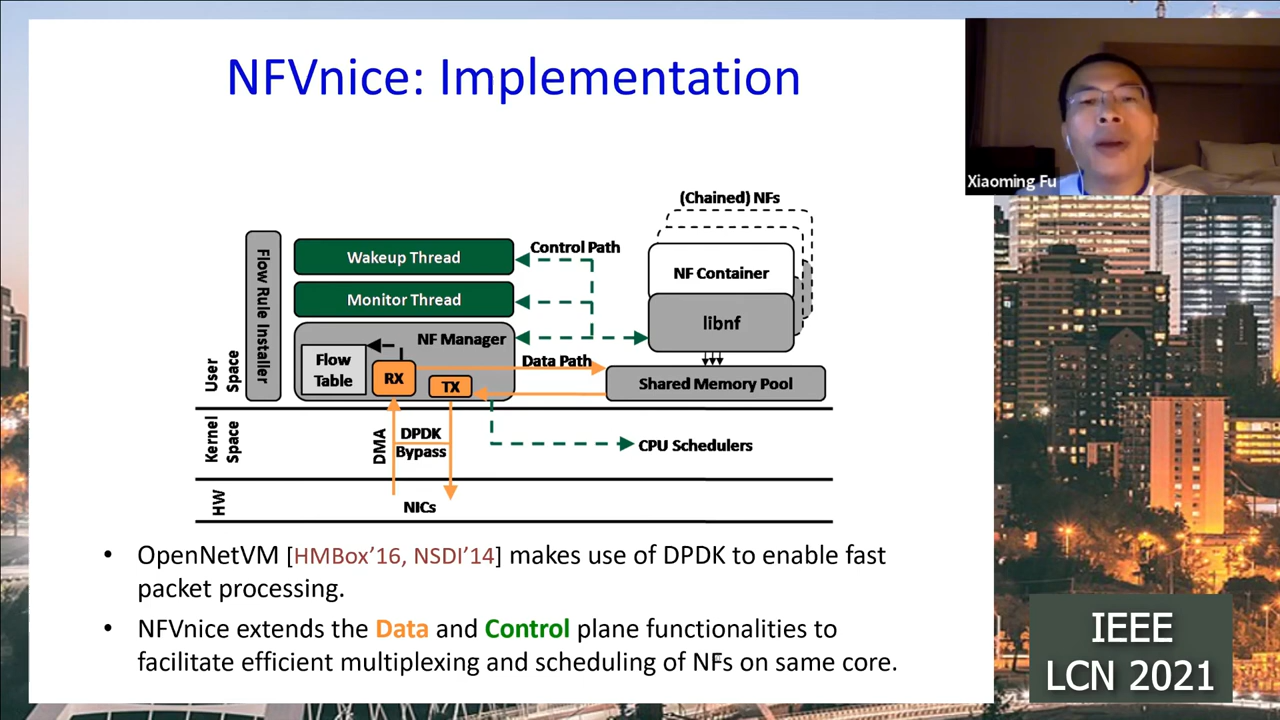 NFVnice: Implementation
Xiaoming Fu
(Chained) NFs
Flow Rule Installer
Wakeup Thread
Control Path
NF Container
Monitor Thread
libnf
NF Manager
Flow
Table
RX
TX
Data Path
Shared Memory Pool
User
Space
Kernel
Space
DMA
DPDK
Bypass
CPU Schedulers
HW
NICs
• OpenNetVM [HMBox’16, NSDI’14] makes use of DPDK to enable fast
packet processing.
• NFVnice extends the Data and Control plane functionalities to
facilitate efficient multiplexing and scheduling of NFs on same core.
IEEE
LCN 2021